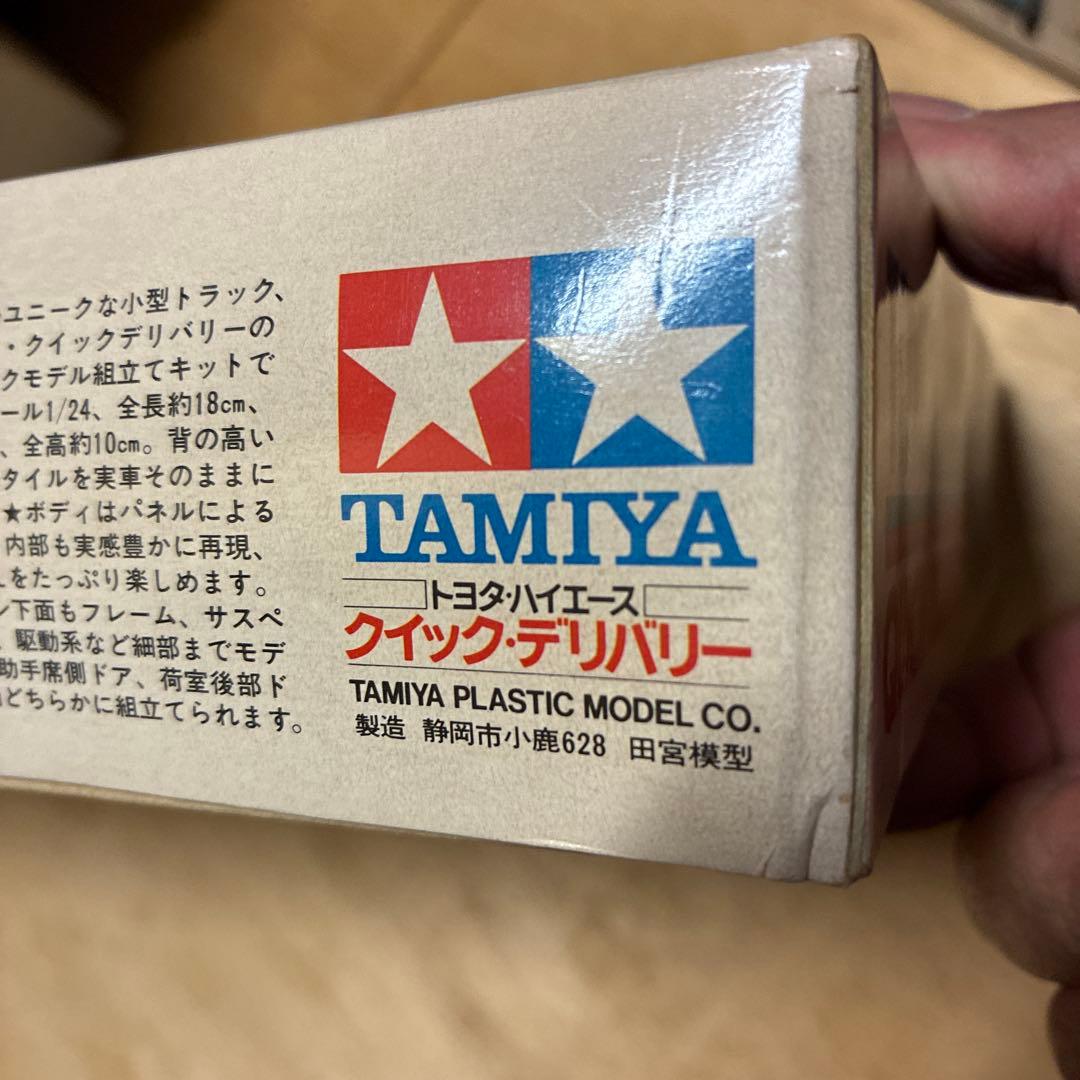 ユニークな小型トラック、
・クイックデリバリーの
クモデル組立てキットで
ール1/24、全長約18cm、
、全高約10cm。背の高い
タイルを実車そのままに
★ボディはパネルによる
内部も実感豊かに再現、
をたっぷり楽しめます。
ン下面もフレーム、サスペ
、駆動系など細部までモデ
助手席側ドア、荷室後部ド
どちらかに組立てられます。
TAMIYA
トヨタ・ハイエース
クイック・デリバリー
TAMIYA PLASTIC MODEL CO.
製造 静岡市小鹿628 田宮模型